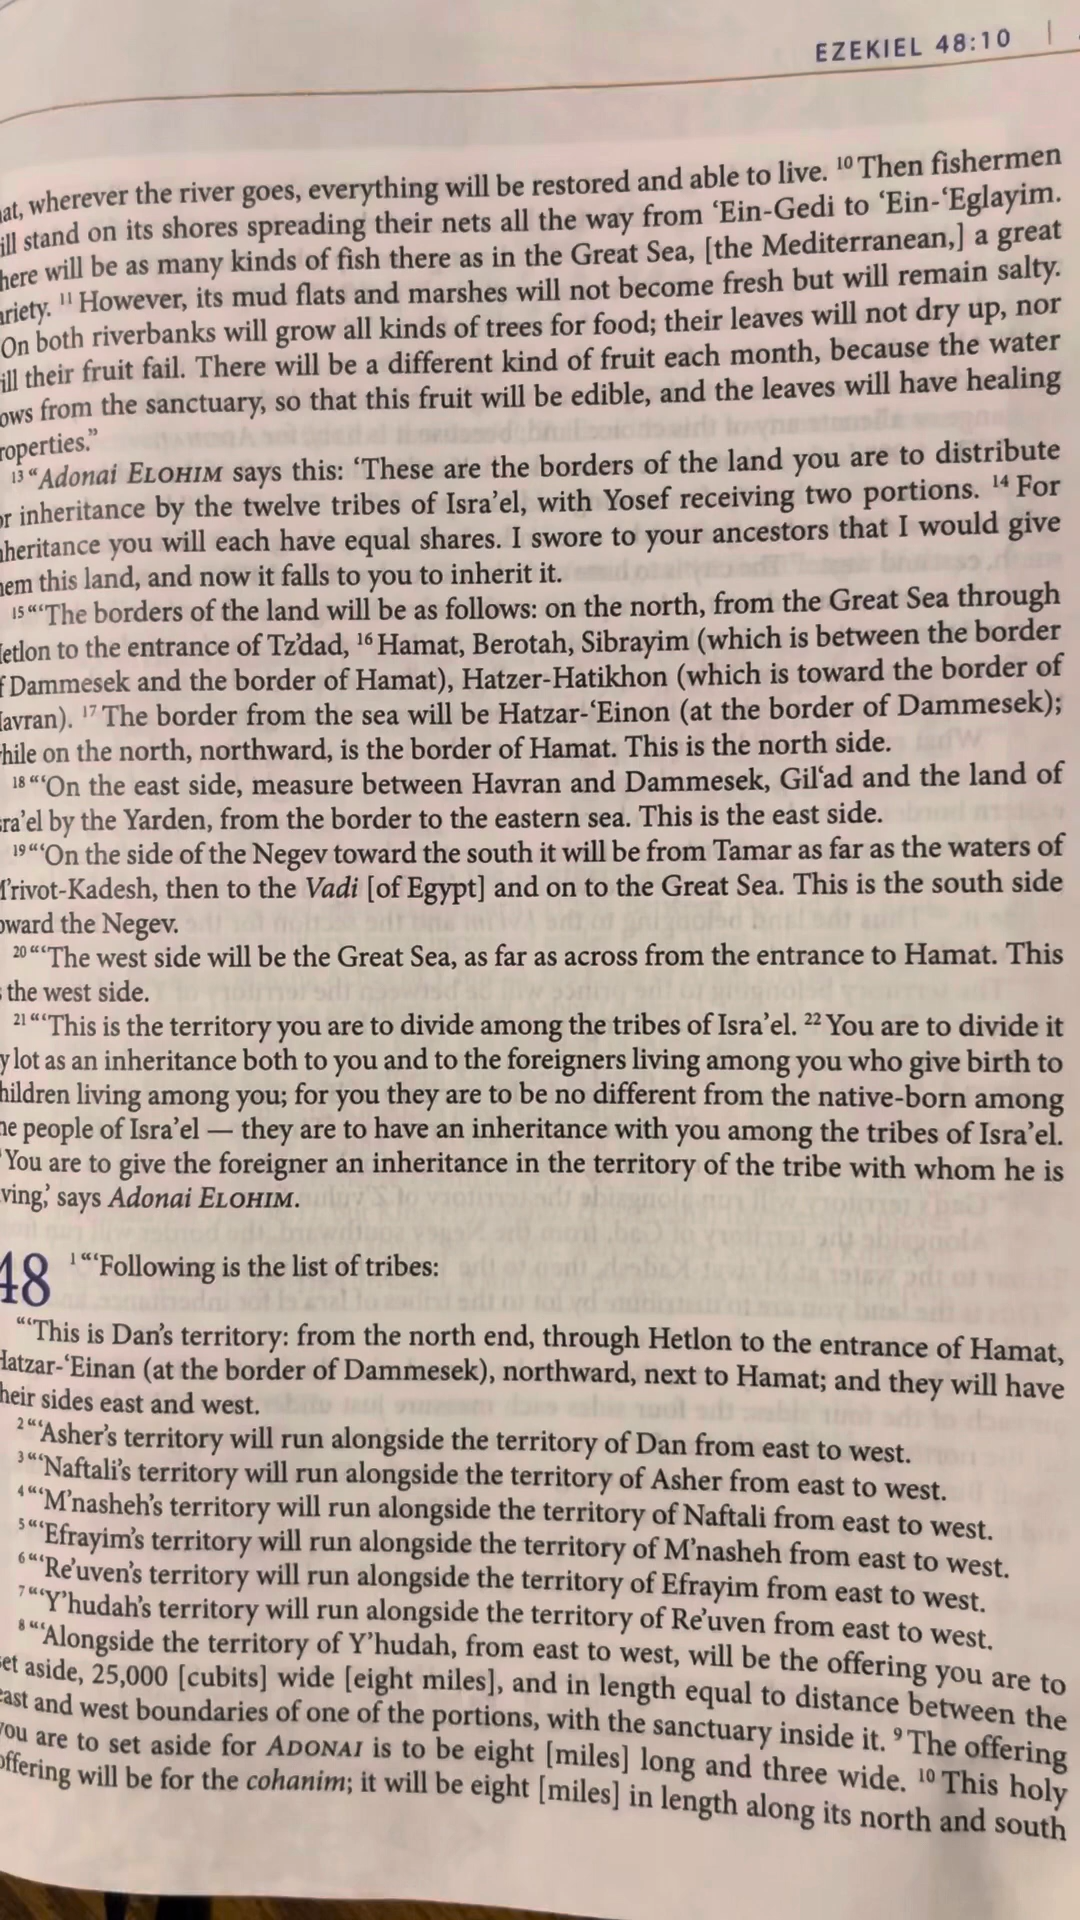 EZEKIEL 48:10 |
at, wherever the river goes, everything will be restored and able to live. 10 Then fishermen
ill stand on its shores spreading their nets all the way from ‘Ein-Gedi to ‘Ein-‘Eglayim.
here will be as many kinds of fish there as in the Great Sea, [the Mediterranean,] a great
ariety. 11 However, its mud flats and marshes will not become fresh but will remain salty.
On both riverbanks will grow all kinds of trees for food; their leaves will not dry up, nor
ill their fruit fail. There will be a different kind of fruit each month, because the water
ows from the sanctuary, so that this fruit will be edible, and the leaves will have healing
roperties.”
13 “Adonai ELOHIM says this: ‘These are the borders of the land you are to distribute
or inheritance by the twelve tribes of Isra’el, with Yosef receiving two portions. 14 For
nheritance you will each have equal shares. I swore to your ancestors that I would give
hem this land, and now it falls to you to inherit it.
15 “‘The borders of the land will be as follows: on the north, from the Great Sea through
etlon to the entrance of Tz’dad, 16 Hamat, Berotah, Sibrayim (which is between the border
f Dammesek and the border of Hamat), Hatzer-Hatikhon (which is toward the border of
avran). 17 The border from the sea will be Hatzar-‘Einon (at the border of Dammesek);
hile on the north, northward, is the border of Hamat. This is the north side.
18 “‘On the east side, measure between Havran and Dammesek, Gil‘ad and the land of
sra’el by the Yarden, from the border to the eastern sea. This is the east side.
19 “‘On the side of the Negev toward the south it will be from Tamar as far as the waters of
M’rivot-Kadesh, then to the Vadi [of Egypt] and on to the Great Sea. This is the south side
oward the Negev.
20 “‘The west side will be the Great Sea, as far as across from the entrance to Hamat. This
the west side.
21 “‘This is the territory you are to divide among the tribes of Isra’el. 22 You are to divide it
y lot as an inheritance both to you and to the foreigners living among you who give birth to
hildren living among you; for you they are to be no different from the native-born among
he people of Isra’el — they are to have an inheritance with you among the tribes of Isra’el.
You are to give the foreigner an inheritance in the territory of the tribe with whom he is
ving,’ says Adonai ELOHIM.
48 1 “‘Following is the list of tribes:
“‘This is Dan’s territory: from the north end, through Hetlon to the entrance of Hamat,
Hatzar-‘Einan (at the border of Dammesek), northward, next to Hamat; and they will have
heir sides east and west.
2 “‘Asher’s territory will run alongside the territory of Dan from east to west.
3 “‘Naftali’s territory will run alongside the territory of Asher from east to west.
4 “‘M’nasheh’s territory will run alongside the territory of Naftali from east to west.
5 “‘Efrayim’s territory will run alongside the territory of M’nasheh from east to west.
6 “‘Re’uven’s territory will run alongside the territory of Efrayim from east to west.
7 “‘Y’hudah’s territory will run alongside the territory of Re’uven from east to west.
8 “‘Alongside the territory of Y’hudah, from east to west, will be the offering you are to
et aside, 25,000 [cubits] wide [eight miles], and in length equal to distance between the
east and west boundaries of one of the portions, with the sanctuary inside it. 9 The offering
you are to set aside for ADONAI is to be eight [miles] long and three wide. 10 This holy
offering will be for the cohanim; it will be eight [miles] in length along its north and south